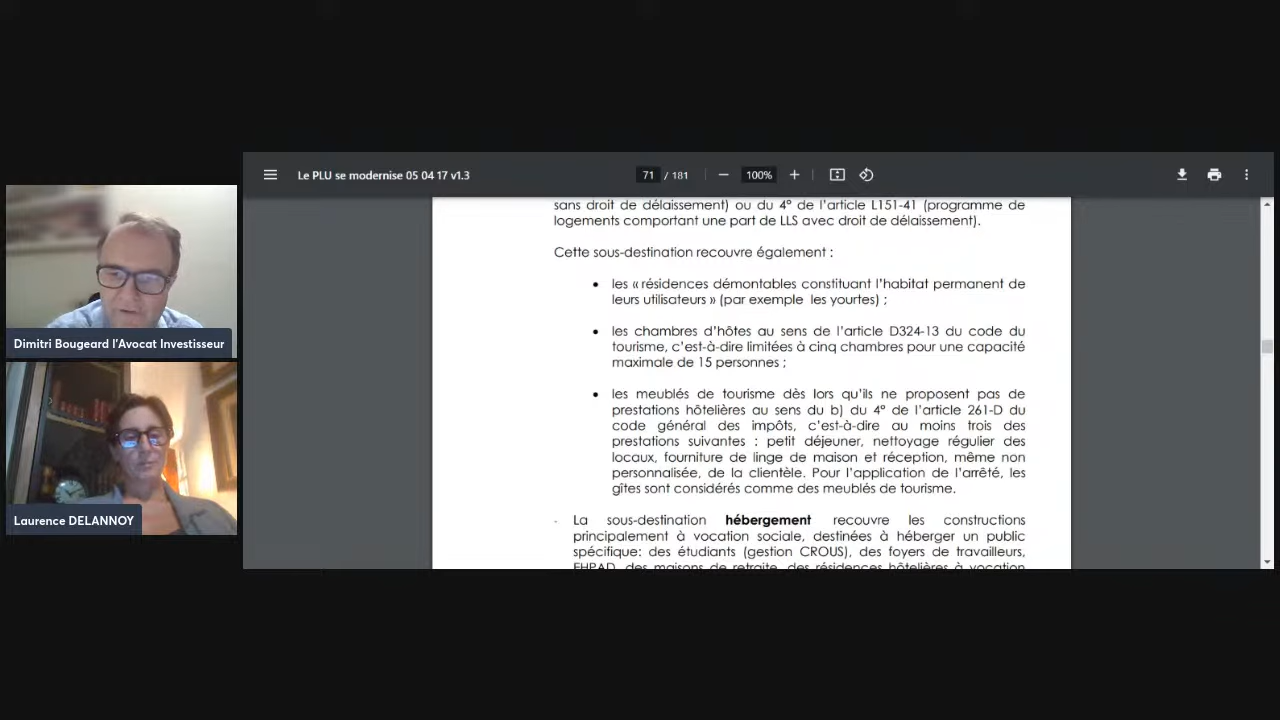 Le PLU se modernise 05 04 17 v1.3
71 / 181
100%
sans droit de délaissement) ou du 4° de l'article L151-41 (programme de
logements comportant une part de LLS avec droit de délaissement).
Cette sous-destination recouvre également :
• les « résidences démontables constituant l'habitat permanent de
leurs utilisateurs » (par exemple les yourtes) ;
• les chambres d'hôtes au sens de l'article D324-13 du code du
tourisme, c'est-à-dire limitées à cinq chambres pour une capacité
maximale de 15 personnes ;
• les meublés de tourisme dès lors qu'ils ne proposent pas de
prestations hôtelières au sens du b) du 4° de l'article 261-D du
code général des impôts, c'est-à-dire au moins trois des
prestations suivantes : petit déjeuner, nettoyage régulier des
locaux, fourniture de linge de maison et réception, même non
personnalisée, de la clientèle. Pour l'application de l'arrêté, les
gîtes sont considérés comme des meublés de tourisme.
- La sous-destination hébergement recouvre les constructions
principalement à vocation sociale, destinées à héberger un public
spécifique: des étudiants (gestion CROUS), des foyers de travailleurs,
EHPAD, des maisons de retraite, des résidences hôtelières à vocation
Dimitri Bougeard l'Avocat Investisseur
Laurence DELANNOY